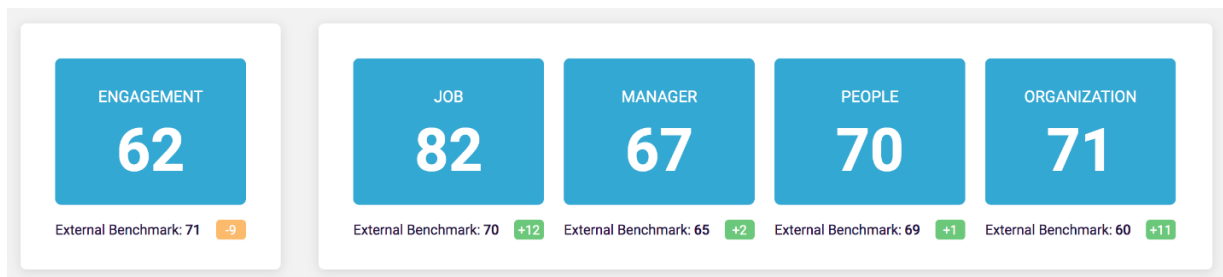 ENGAGEMENT
62
External Benchmark: 71 -9
JOB
82
External Benchmark: 70 +12
MANAGER
67
External Benchmark: 65 +2
PEOPLE
70
External Benchmark: 69 +1
ORGANIZATION
71
External Benchmark: 60 +11